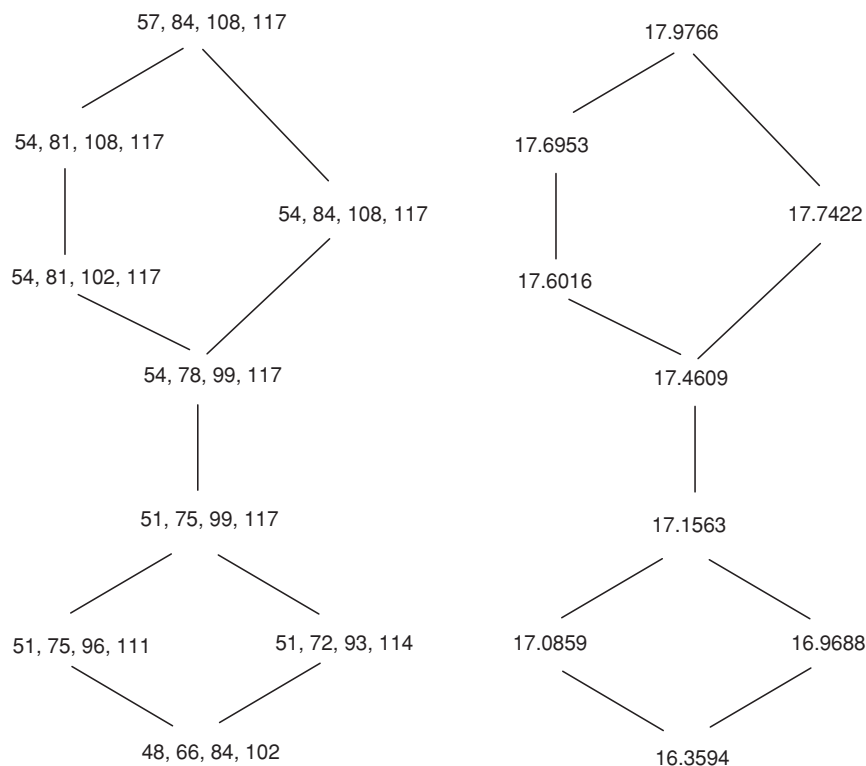 57, 84, 108, 117
17.9766
54, 81, 108, 117
17.6953
54, 84, 108, 117
17.7422
54, 81, 102, 117
17.6016
54, 78, 99, 117
17.4609
51, 75, 99, 117
17.1563
51, 75, 96, 111
51, 72, 93, 114
17.0859
16.9688
48, 66, 84, 102
16.3594